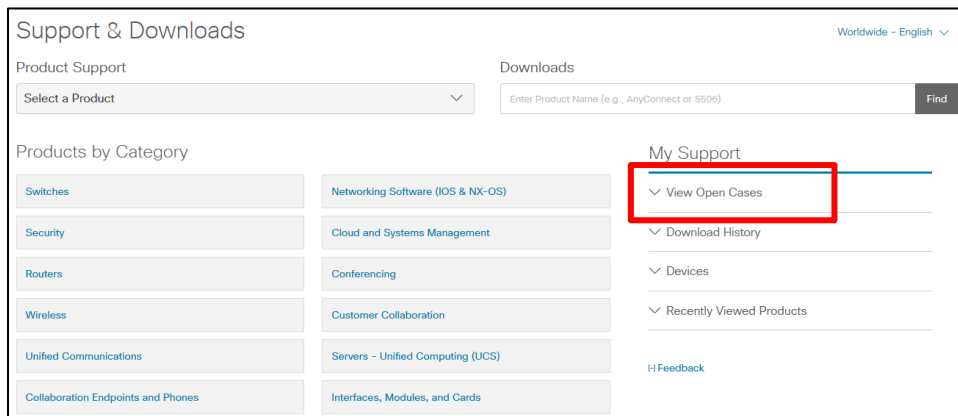 Support & Downloads
Worldwide - English
Product Support
Downloads
Select a Product
Enter Product Name (e.g., AnyConnect or 5506)
Find
Products by Category
My Support
Switches
Networking Software (IOS & NX-OS)
View Open Cases
Security
Cloud and Systems Management
Download History
Routers
Conferencing
Devices
Wireless
Customer Collaboration
Recently Viewed Products
Unified Communications
Servers - Unified Computing (UCS)
[-] Feedback
Collaboration Endpoints and Phones
Interfaces, Modules, and Cards